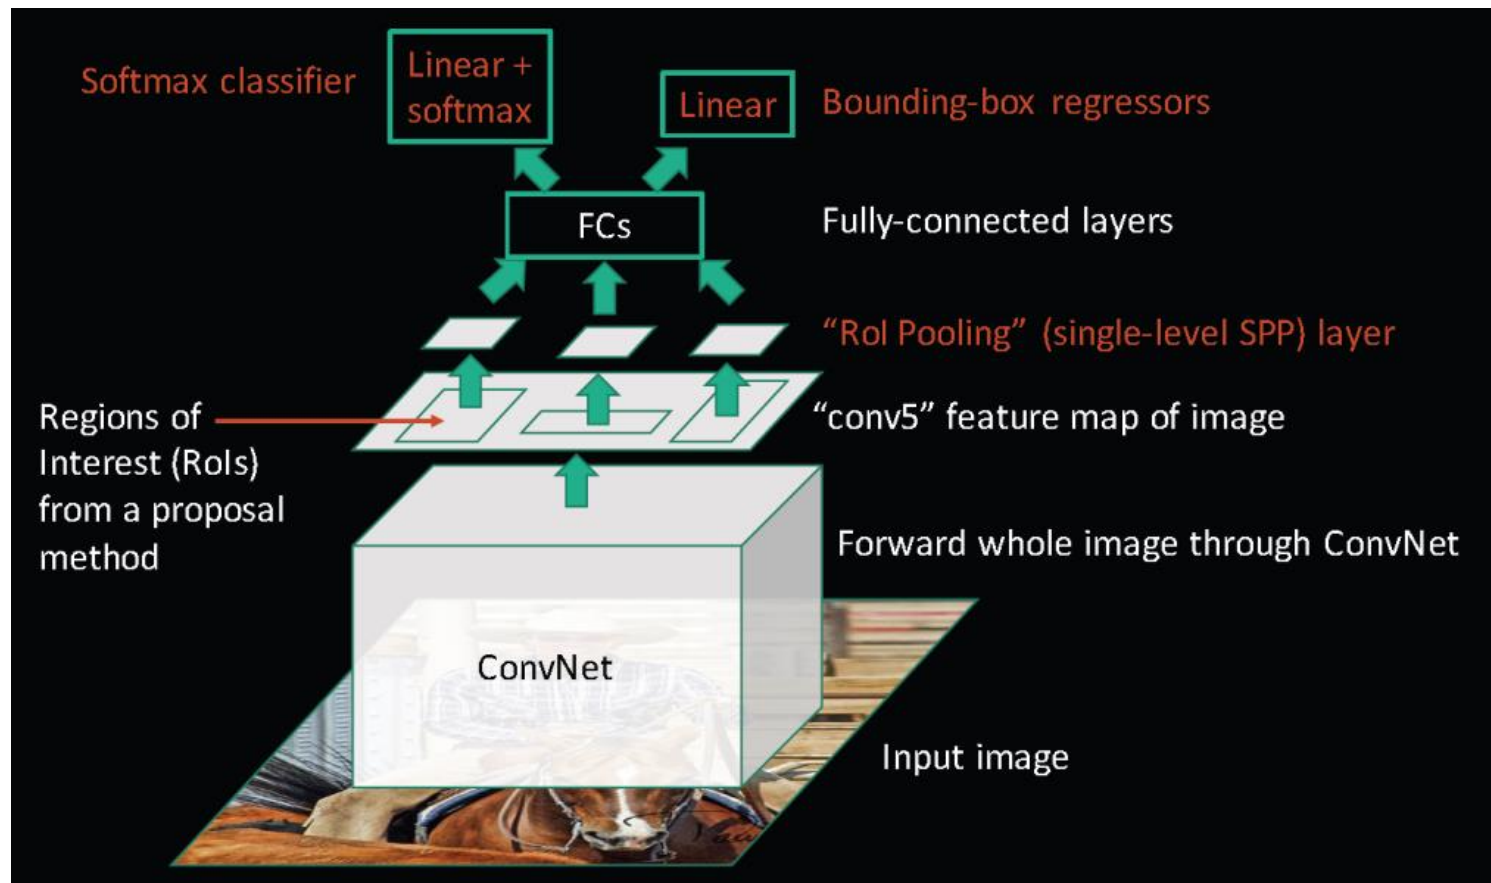 Softmax classifier
Linear +
softmax
Linear
Bounding-box regressors
FCs
Fully-connected layers
“RoI Pooling” (single-level SPP) layer
Regions of
Interest (RoIs)
from a proposal
method
“conv5” feature map of image
Forward whole image through ConvNet
ConvNet
Input image